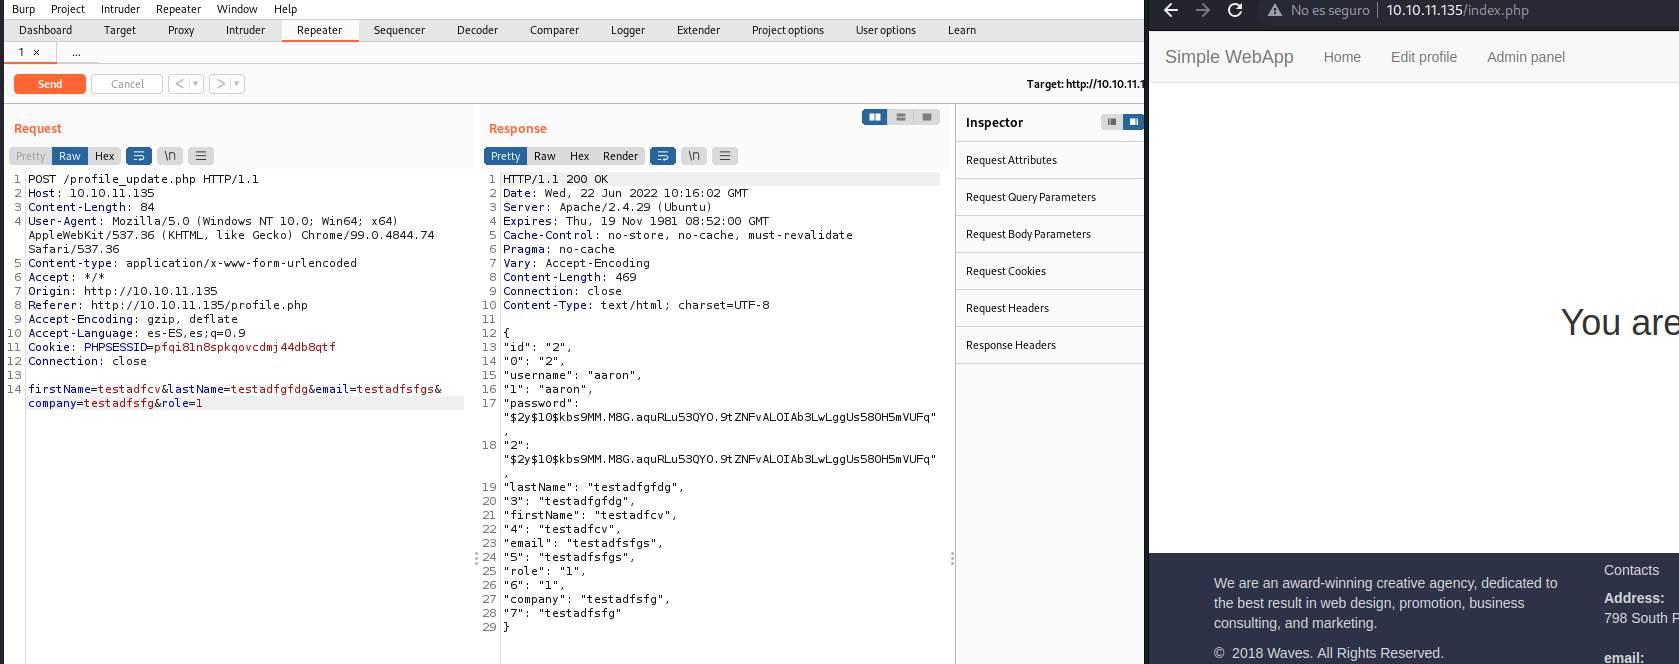 Burp Project Intruder Repeater Window Help
Dashboard Target Proxy Intruder Repeater Sequencer Decoder Comparer Logger Extender Project options User options Learn
1 × ...
Send Cancel < > Target: http://10.10.11.1
Request
Pretty Raw Hex \n
1 POST /profile_update.php HTTP/1.1
2 Host: 10.10.11.135
3 Content-Length: 84
4 User-Agent: Mozilla/5.0 (Windows NT 10.0; Win64; x64)
AppleWebKit/537.36 (KHTML, like Gecko) Chrome/99.0.4844.74
Safari/537.36
5 Content-type: application/x-www-form-urlencoded
6 Accept: */*
7 Origin: http://10.10.11.135
8 Referer: http://10.10.11.135/profile.php
9 Accept-Encoding: gzip, deflate
10 Accept-Language: es-ES,es;q=0.9
11 Cookie: PHPSESSID=pfqi81n8spkqovcdmj44db8qtf
12 Connection: close
13
14 firstName=testadfcv&lastName=testadfgfdg&email=testadfsfgs&
company=testadfsfg&role=1
Response
Pretty Raw Hex Render \n
1 HTTP/1.1 200 OK
2 Date: Wed, 22 Jun 2022 10:16:02 GMT
3 Server: Apache/2.4.29 (Ubuntu)
4 Expires: Thu, 19 Nov 1981 08:52:00 GMT
5 Cache-Control: no-store, no-cache, must-revalidate
6 Pragma: no-cache
7 Vary: Accept-Encoding
8 Content-Length: 469
9 Connection: close
10 Content-Type: text/html; charset=UTF-8
11
12 {
13 "id": "2",
14 "0": "2",
15 "username": "aaron",
16 "1": "aaron",
17 "password":
"$2y$10$kbs9MM.M8G.aquRLu53QYO.9tZNFvALOIAb3LwLggUs58OH5mVUFq"
,
18 "2":
"$2y$10$kbs9MM.M8G.aquRLu53QYO.9tZNFvALOIAb3LwLggUs58OH5mVUFq"
,
19 "lastName": "testadfgfdg",
20 "3": "testadfgfdg",
21 "firstName": "testadfcv",
22 "4": "testadfcv",
23 "email": "testadfsfgs",
24 "5": "testadfsfgs",
25 "role": "1",
26 "6": "1",
27 "company": "testadfsfg",
28 "7": "testadfsfg"
29 }
Inspector
Request Attributes
Request Query Parameters
Request Body Parameters
Request Cookies
Request Headers
Response Headers
No es seguro 10.10.11.135/index.php
Simple WebApp Home Edit profile Admin panel
You are
We are an award-winning creative agency, dedicated to
the best result in web design, promotion, business
consulting, and marketing.
© 2018 Waves. All Rights Reserved.
Contacts
Address:
798 South P
email: